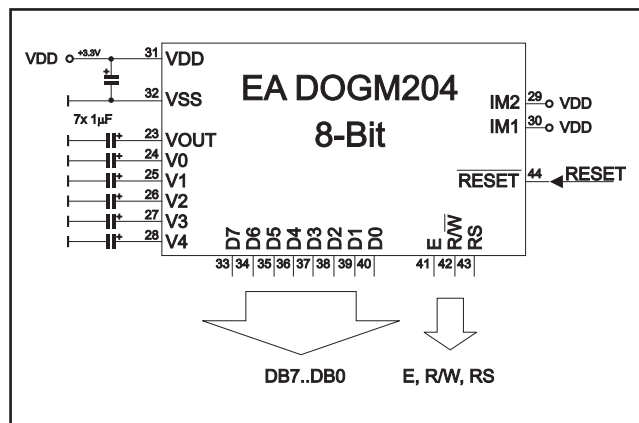 EA DOGM204
8-Bit
VDD
+3.3V
31
VDD
+
32
VSS
7x 1µF
23
VOUT
+
24
V0
+
25
V1
+
26
V2
+
27
V3
+
28
V4
+
IM2
29
VDD
IM1
30
VDD
RESET
44
RESET
D7
D6
D5
D4
D3
D2
D1
D0
E
R/W
RS
33
34
35
36
37
38
39
40
41
42
43
DB7..DB0
E, R/W, RS